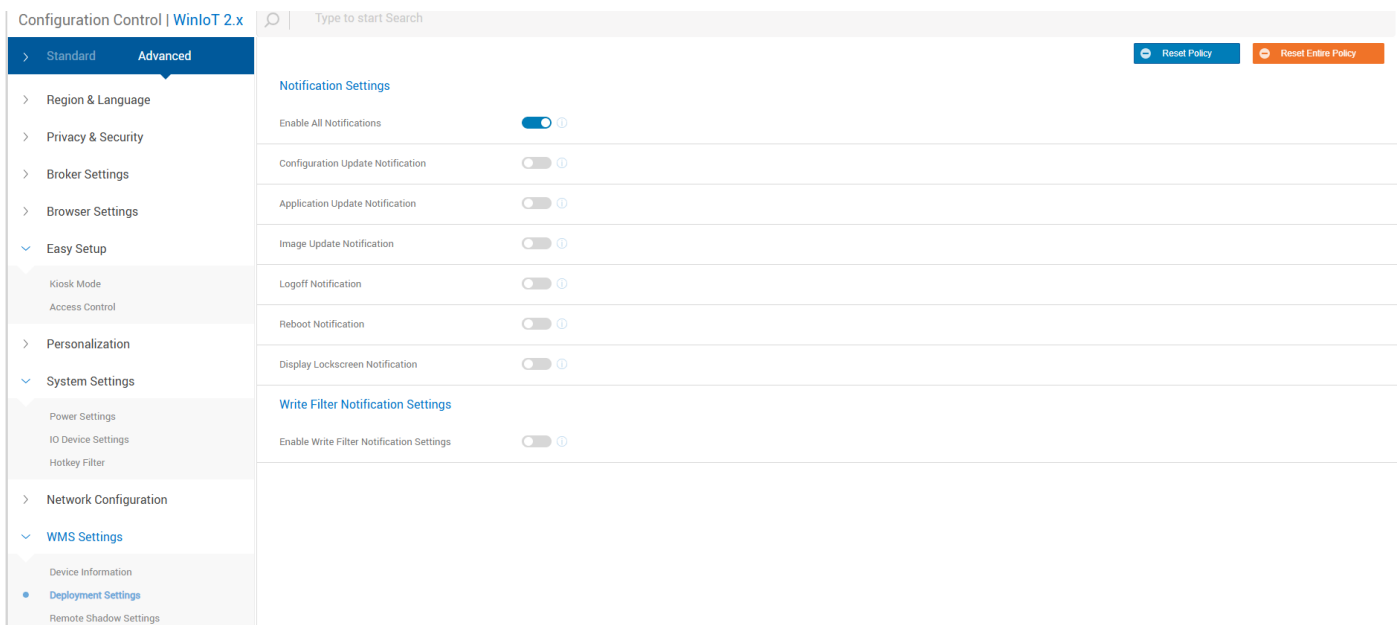 Configuration Control | WinIoT 2.x
Type to start Search
Standard
Advanced
Reset Policy
Reset Entire Policy
Region & Language
Privacy & Security
Broker Settings
Browser Settings
Easy Setup
Kiosk Mode
Access Control
Personalization
System Settings
Power Settings
IO Device Settings
Hotkey Filter
Network Configuration
WMS Settings
Device Information
Deployment Settings
Remote Shadow Settings
Notification Settings
Enable All Notifications
Configuration Update Notification
Application Update Notification
Image Update Notification
Logoff Notification
Reboot Notification
Display Lockscreen Notification
Write Filter Notification Settings
Enable Write Filter Notification Settings